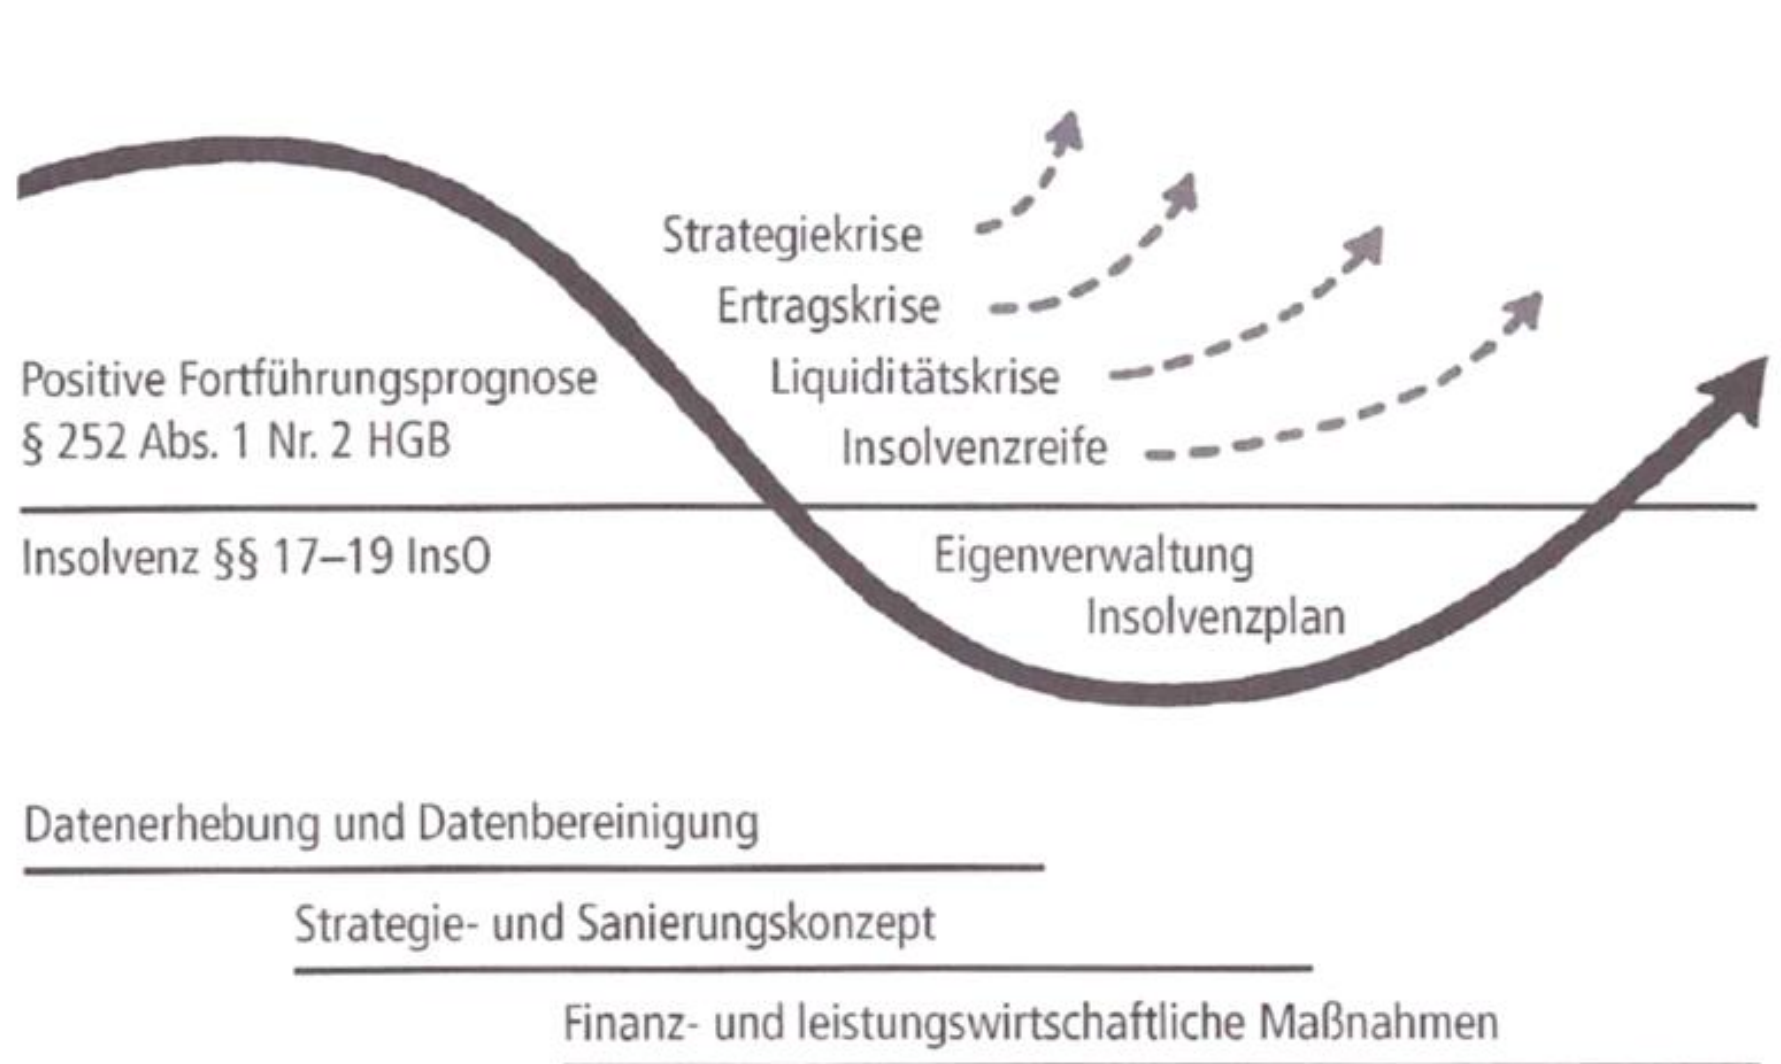 Strategiekrise
Ertragskrise
Positive Fortführungsprognose
Liquiditätskrise
§ 252 Abs. 1 Nr. 2 HGB
Insolvenzreife
Insolvenz §§ 17–19 InsO
Eigenverwaltung
Insolvenzplan
Datenerhebung und Datenbereinigung
Strategie- und Sanierungskonzept
Finanz- und leistungswirtschaftliche Maßnahmen